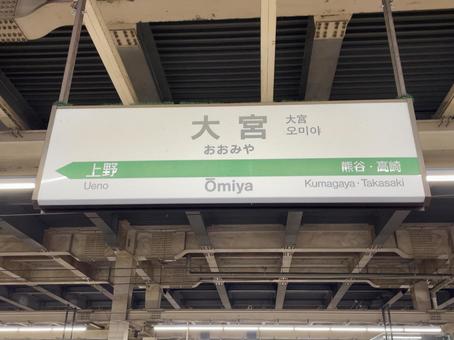 大宮
大宮
오미야
おおみや
上野
熊谷・高崎
Ueno
Ōmiya
Kumagaya・Takasaki